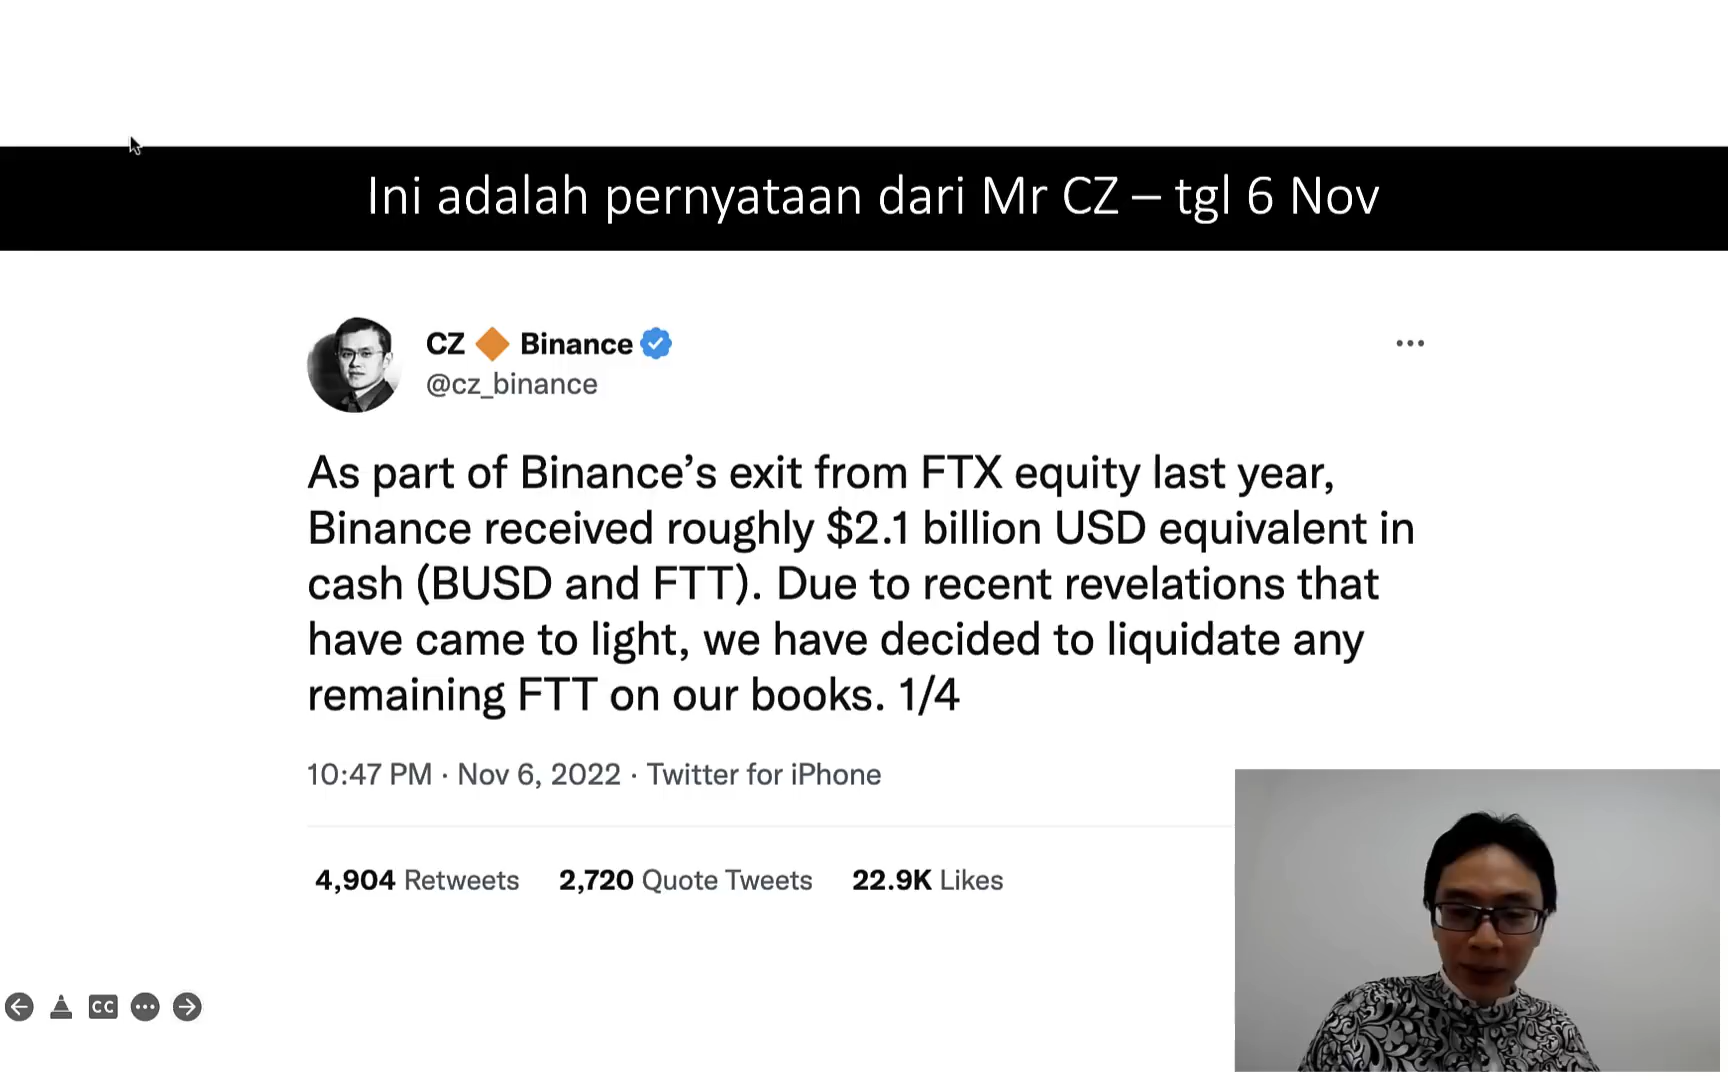 Ini adalah pernyataan dari Mr CZ – tgl 6 Nov
CZ 🔶 Binance
@cz_binance
As part of Binance’s exit from FTX equity last year,
Binance received roughly $2.1 billion USD equivalent in
cash (BUSD and FTT). Due to recent revelations that
have came to light, we have decided to liquidate any
remaining FTT on our books. 1/4
10:47 PM · Nov 6, 2022 · Twitter for iPhone
4,904 Retweets 2,720 Quote Tweets 22.9K Likes
CC